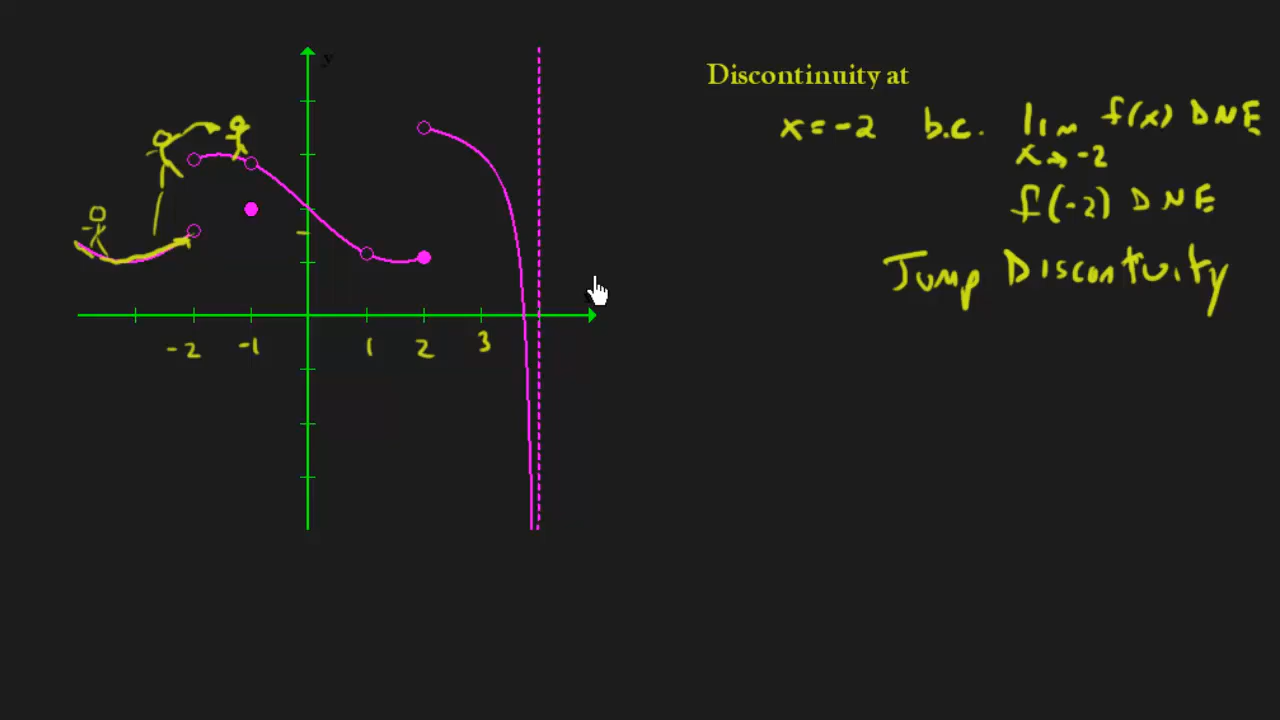 y
Discontinuity at
x = -2 b.c. lim f(x) DNE
x→-2
f(-2) DNE
Jump Discontuity
-2 -1 1 2 3